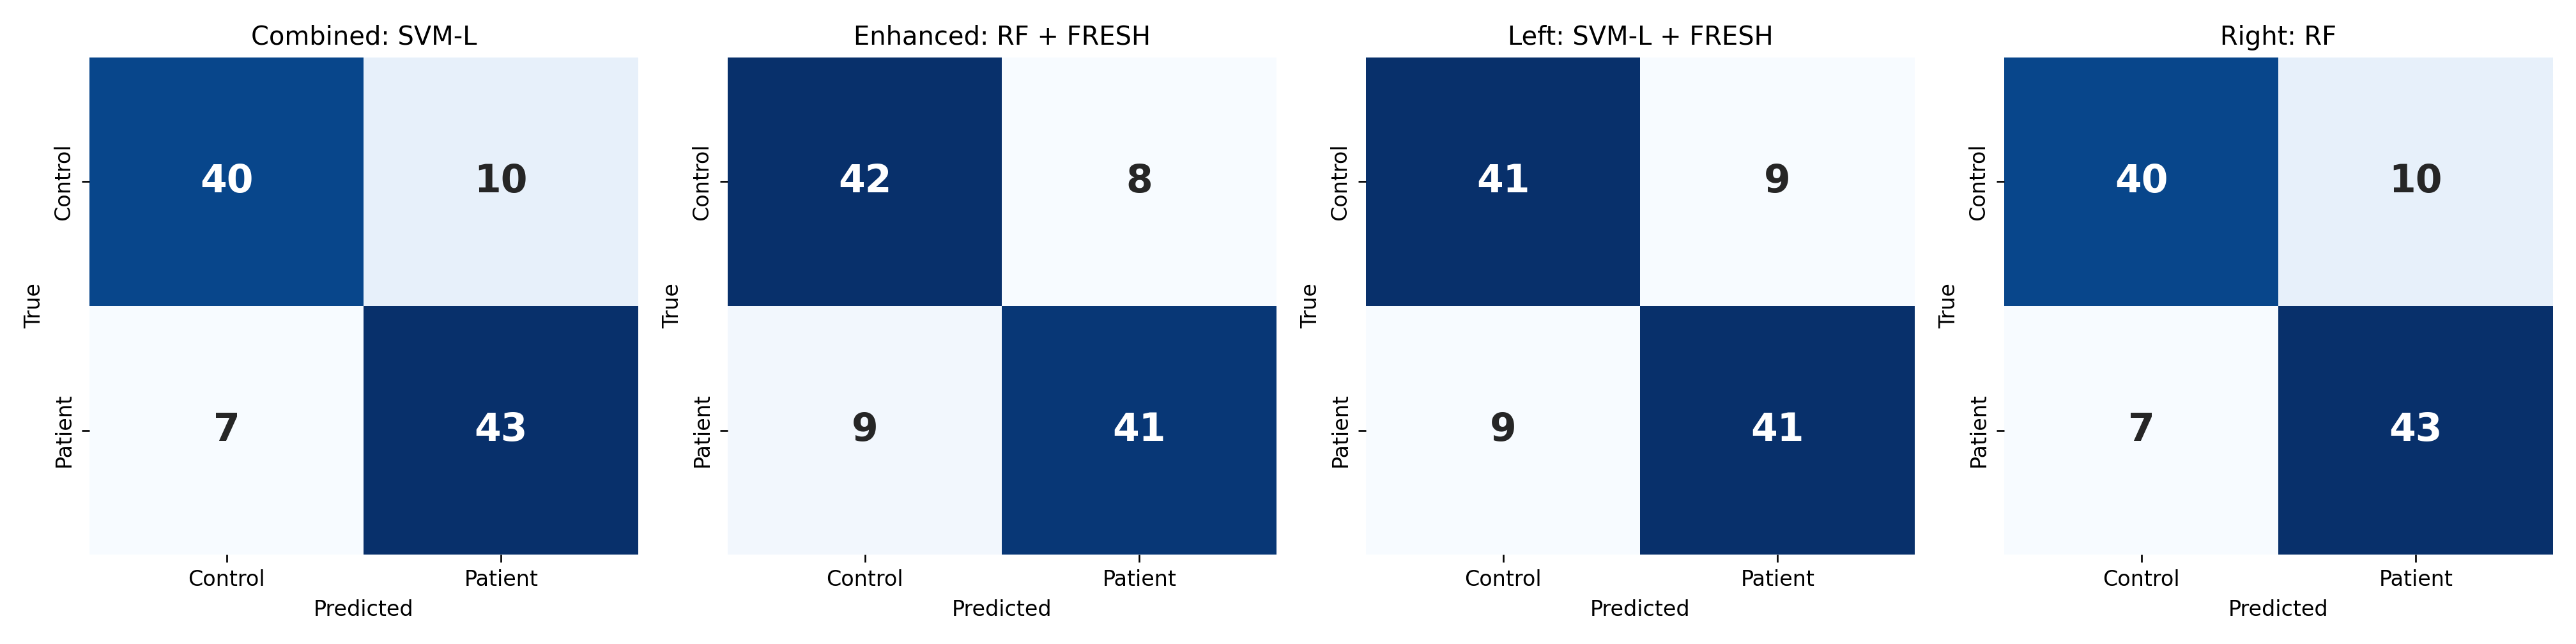 Combined: SVM-L
True
Control
Patient
40
10
7
43
Control
Patient
Predicted
Enhanced: RF + FRESH
True
Control
Patient
42
8
9
41
Control
Patient
Predicted
Left: SVM-L + FRESH
True
Control
Patient
41
9
9
41
Control
Patient
Predicted
Right: RF
True
Control
Patient
40
10
7
43
Control
Patient
Predicted